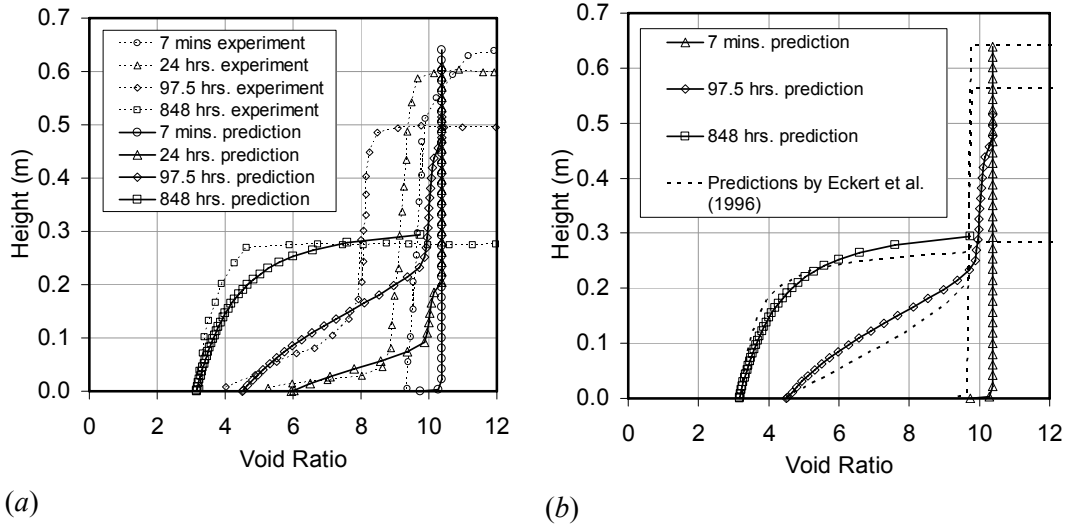 0.7
0.6
0.5
0.4
0.3
0.2
0.1
0.0
Height (m)
7 mins experiment
24 hrs. experiment
97.5 hrs. experiment
848 hrs. experiment
7 mins. prediction
24 hrs. prediction
97.5 hrs. prediction
848 hrs. prediction
0 2 4 6 8 10 12
Void Ratio
(a)
0.7
0.6
0.5
0.4
0.3
0.2
0.1
0.0
Height (m)
7 mins. prediction
97.5 hrs. prediction
848 hrs. prediction
Predictions by Eckert et al.
(1996)
0 2 4 6 8 10 12
Void Ratio
(b)